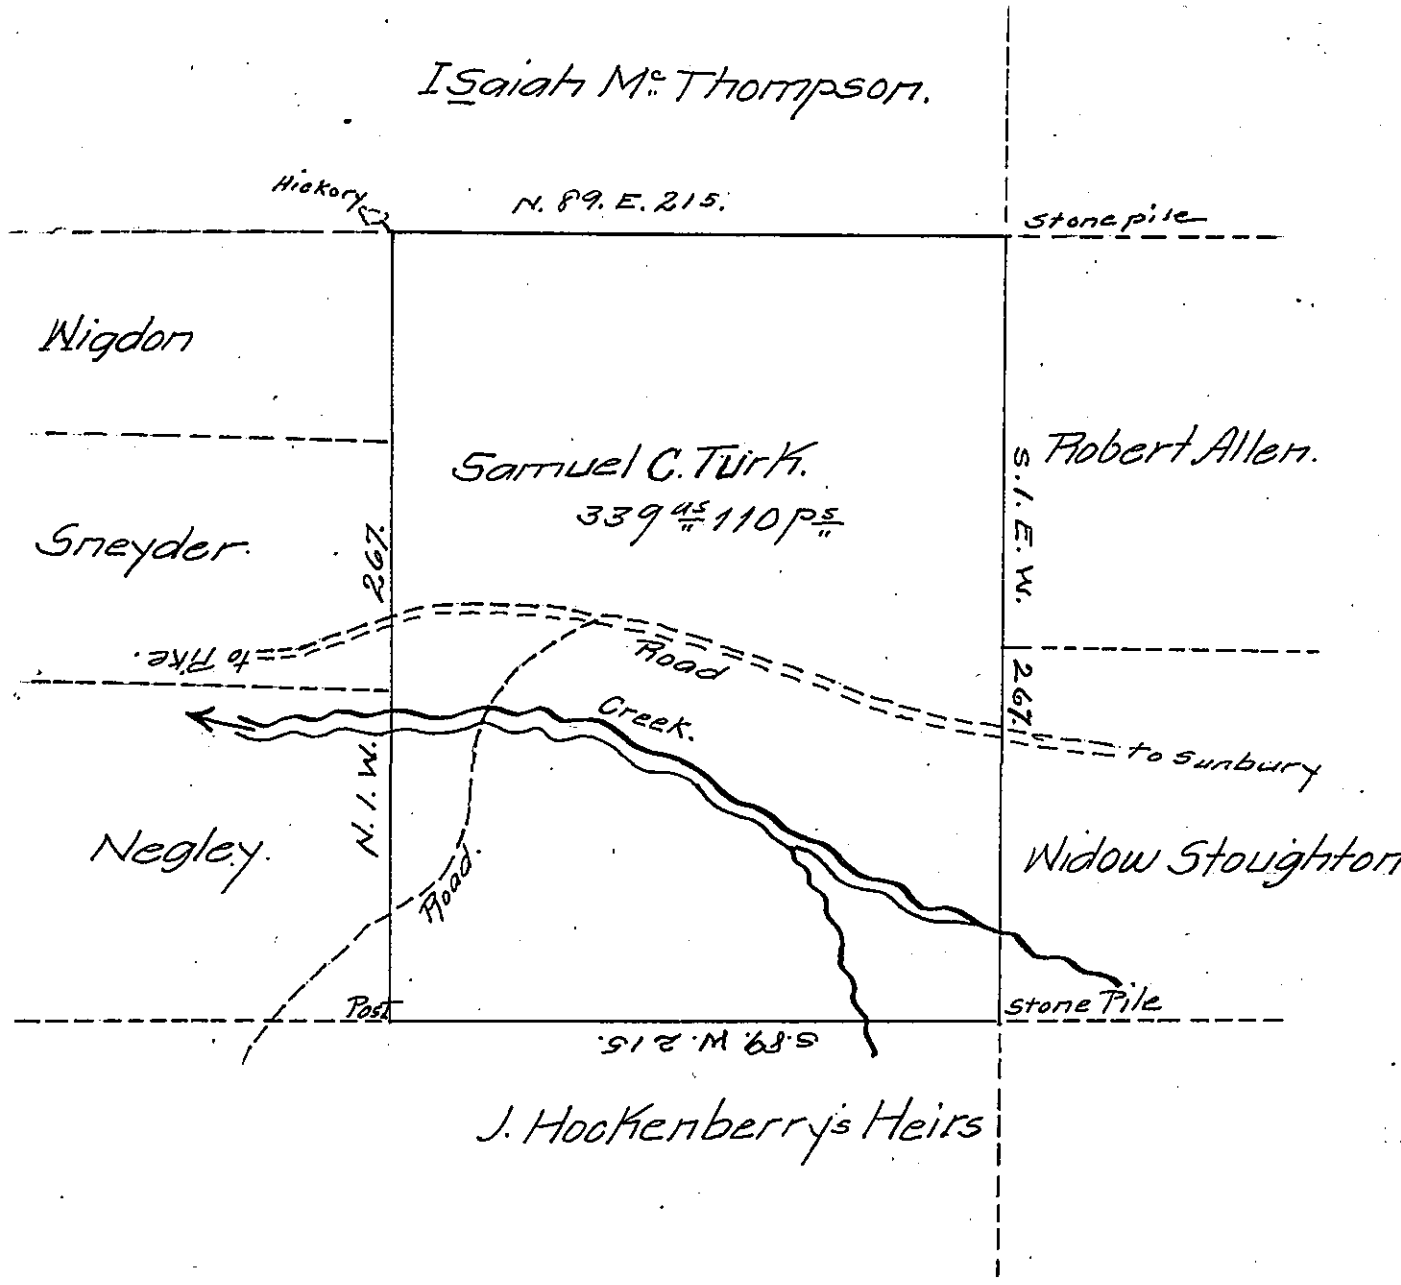 ISaiah Mc Thompson.
Hickory
N. 89. E. 215.
Stone pile
Wigdon
Samuel C. Turk.
339 as 110 ps
Robert Allen.
S. 1. E. W. 267.
Sneyder.
N. 1. W. 267.
to Pike.
Road
Creek.
to Sunbury
Negley.
Road.
Widow Stoughton
Post
Stone Pile
S. 89. W. 215.
J. Hockenberry's Heirs